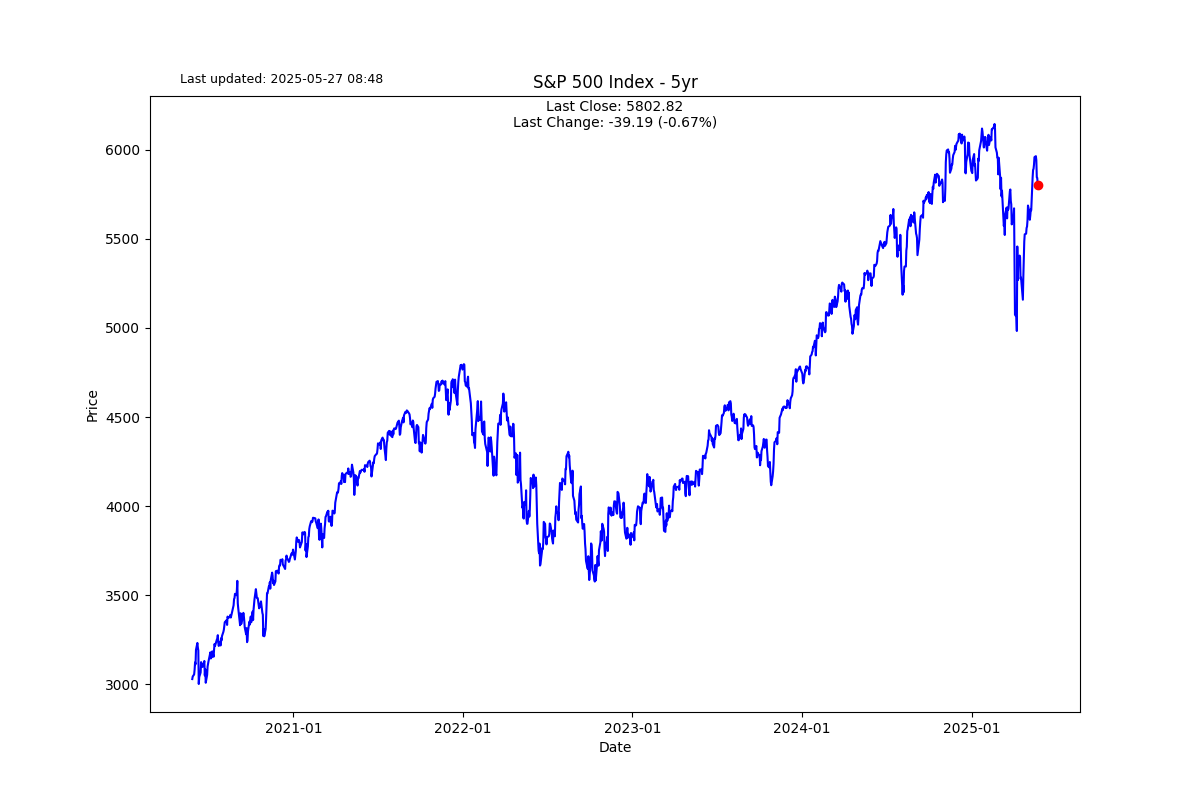 Last updated: 2025-05-27 08:48
S&P 500 Index - 5yr
Last Close: 5802.82
Last Change: -39.19 (-0.67%)
Price
6000
5500
5000
4500
4000
3500
3000
2021-01
2022-01
2023-01
2024-01
2025-01
Date